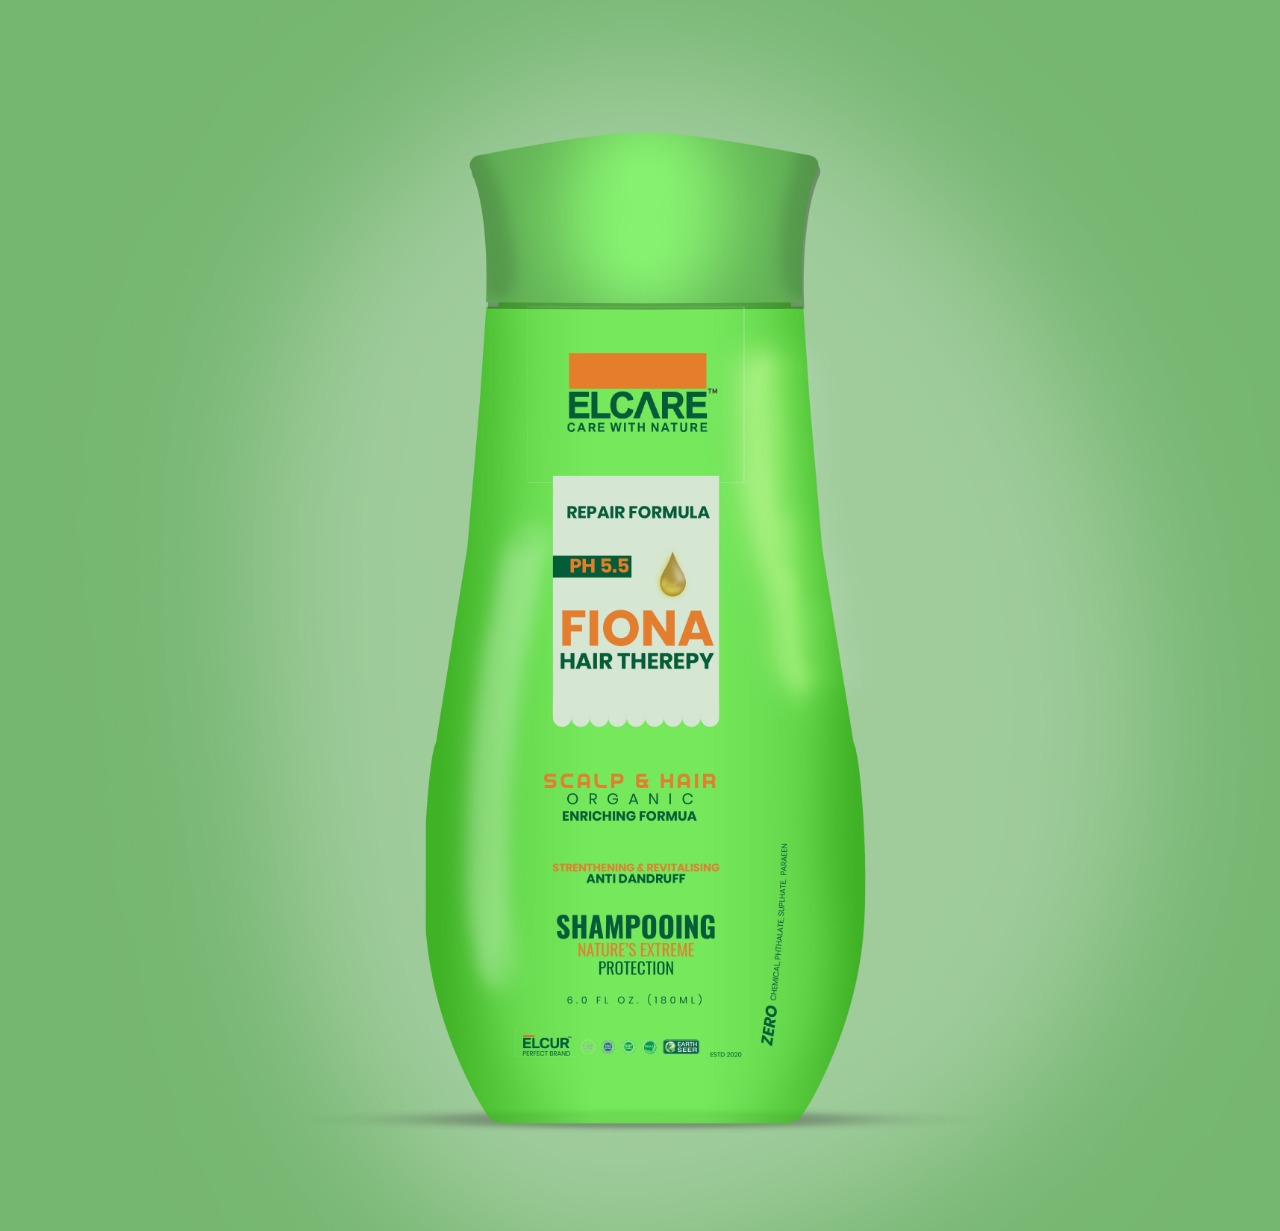 ELCARE™
CARE WITH NATURE
REPAIR FORMULA
PH 5.5
FIONA
HAIR THEREPY
SCALP & HAIR
ORGANIC
ENRICHING FORMUA
STRENTHENING & REVITALISING
ANTI DANDRUFF
SHAMPOOING
NATURE'S EXTREME
PROTECTION
6.0 FL OZ. (180ML)
ZERO CHEMICAL, PHTHALATE, SUPLHATE, PARAEEN
ELCUR
PERFECT BRAND
EARTH
SEER
ESTD 2020